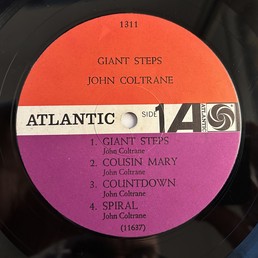 1311
GIANT STEPS
JOHN COLTRANE
ATLANTIC SIDE 1 A ATLANTIC
1. GIANT STEPS
John Coltrane
2. COUSIN MARY
John Coltrane
3. COUNTDOWN
John Coltrane
4. SPIRAL
John Coltrane
(11637)